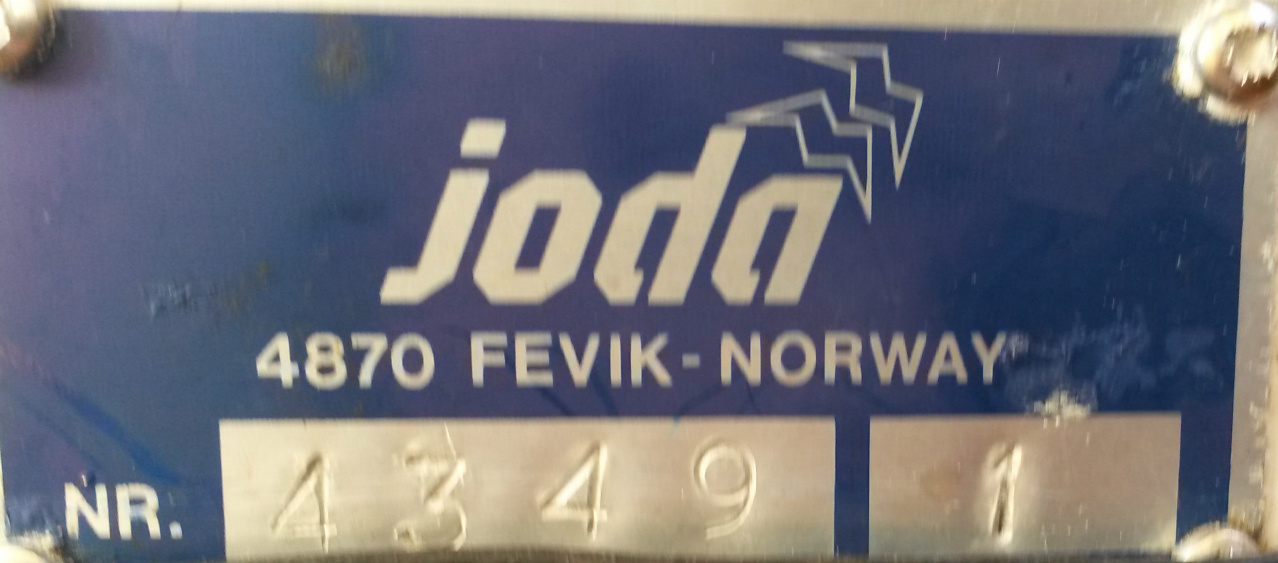 joda
4870 FEVIK - NORWAY
NR. 4349 1